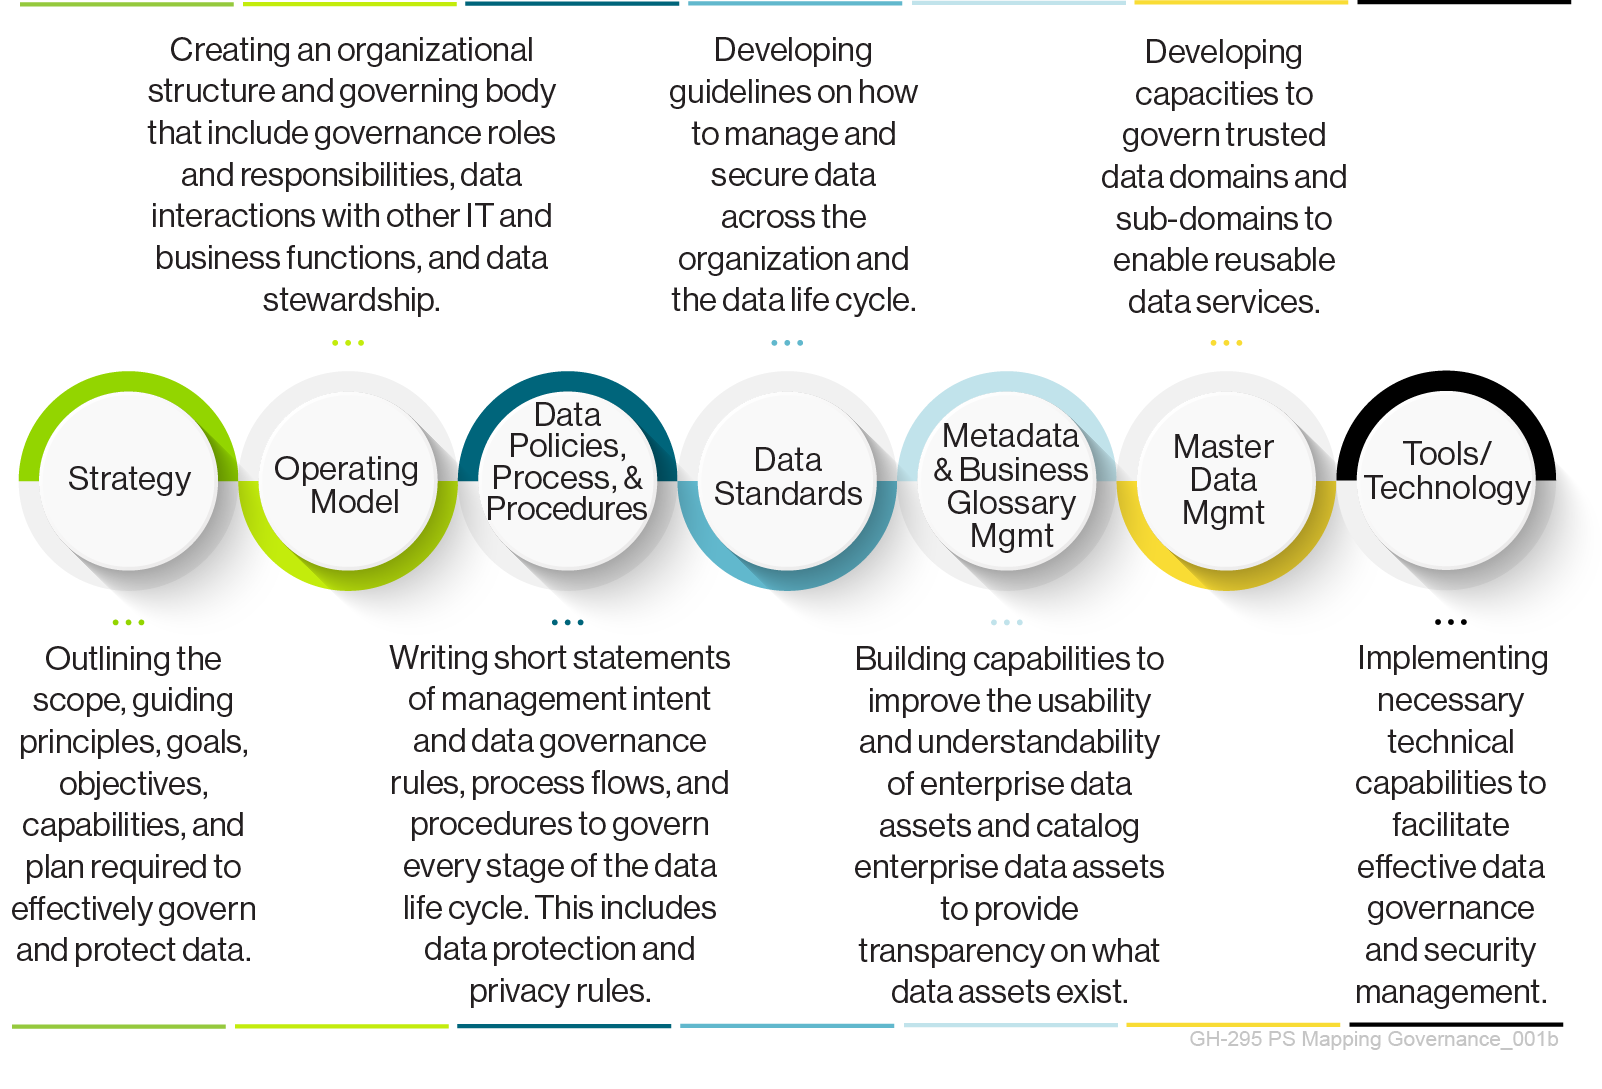 Creating an organizational
structure and governing body
that include governance roles
and responsibilities, data
interactions with other IT and
business functions, and data
stewardship.
Developing
guidelines on how
to manage and
secure data
across the
organization and
the data life cycle.
Developing
capacities to
govern trusted
data domains and
sub-domains to
enable reusable
data services.
Strategy
Operating
Model
Data
Policies,
Process, &
Procedures
Data
Standards
Metadata
& Business
Glossary
Mgmt
Master
Data
Mgmt
Tools/
Technology
Outlining the
scope, guiding
principles, goals,
objectives,
capabilities, and
plan required to
effectively govern
and protect data.
Writing short statements
of management intent
and data governance
rules, process flows, and
procedures to govern
every stage of the data
life cycle. This includes
data protection and
privacy rules.
Building capabilities to
improve the usability
and understandability
of enterprise data
assets and catalog
enterprise data assets
to provide
transparency on what
data assets exist.
Implementing
necessary
technical
capabilities to
facilitate
effective data
governance
and security
management.
GH-295 PS Mapping Governance_001b